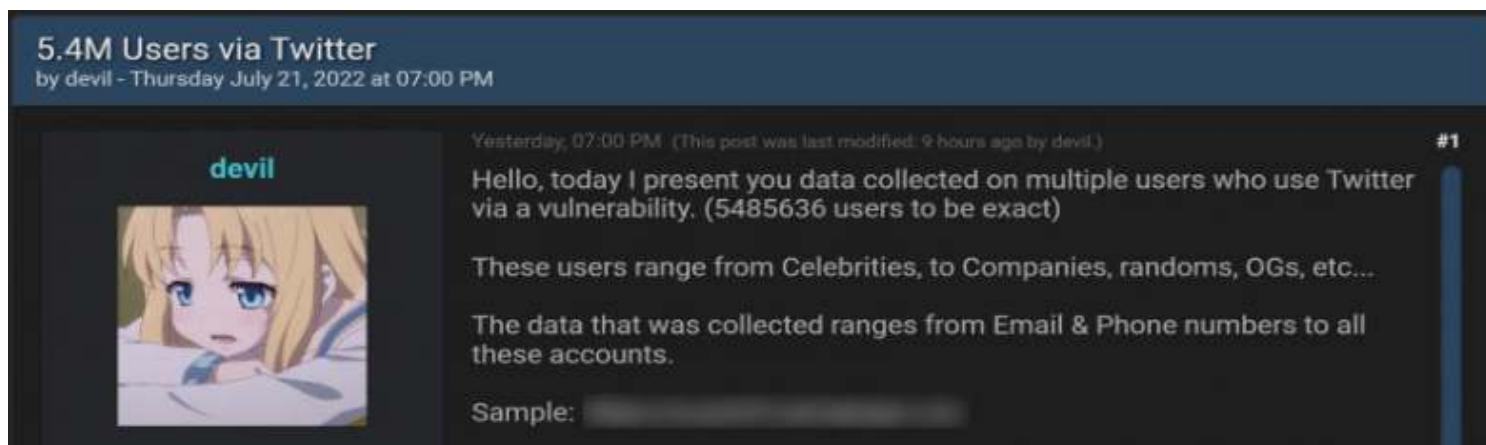 5.4M Users via Twitter
by devil - Thursday July 21, 2022 at 07:00 PM
devil
Yesterday, 07:00 PM (This post was last modified: 9 hours ago by devil.)
#1
Hello, today I present you data collected on multiple users who use Twitter
via a vulnerability. (5485636 users to be exact)
These users range from Celebrities, to Companies, randoms, OGs, etc...
The data that was collected ranges from Email & Phone numbers to all
these accounts.
Sample: